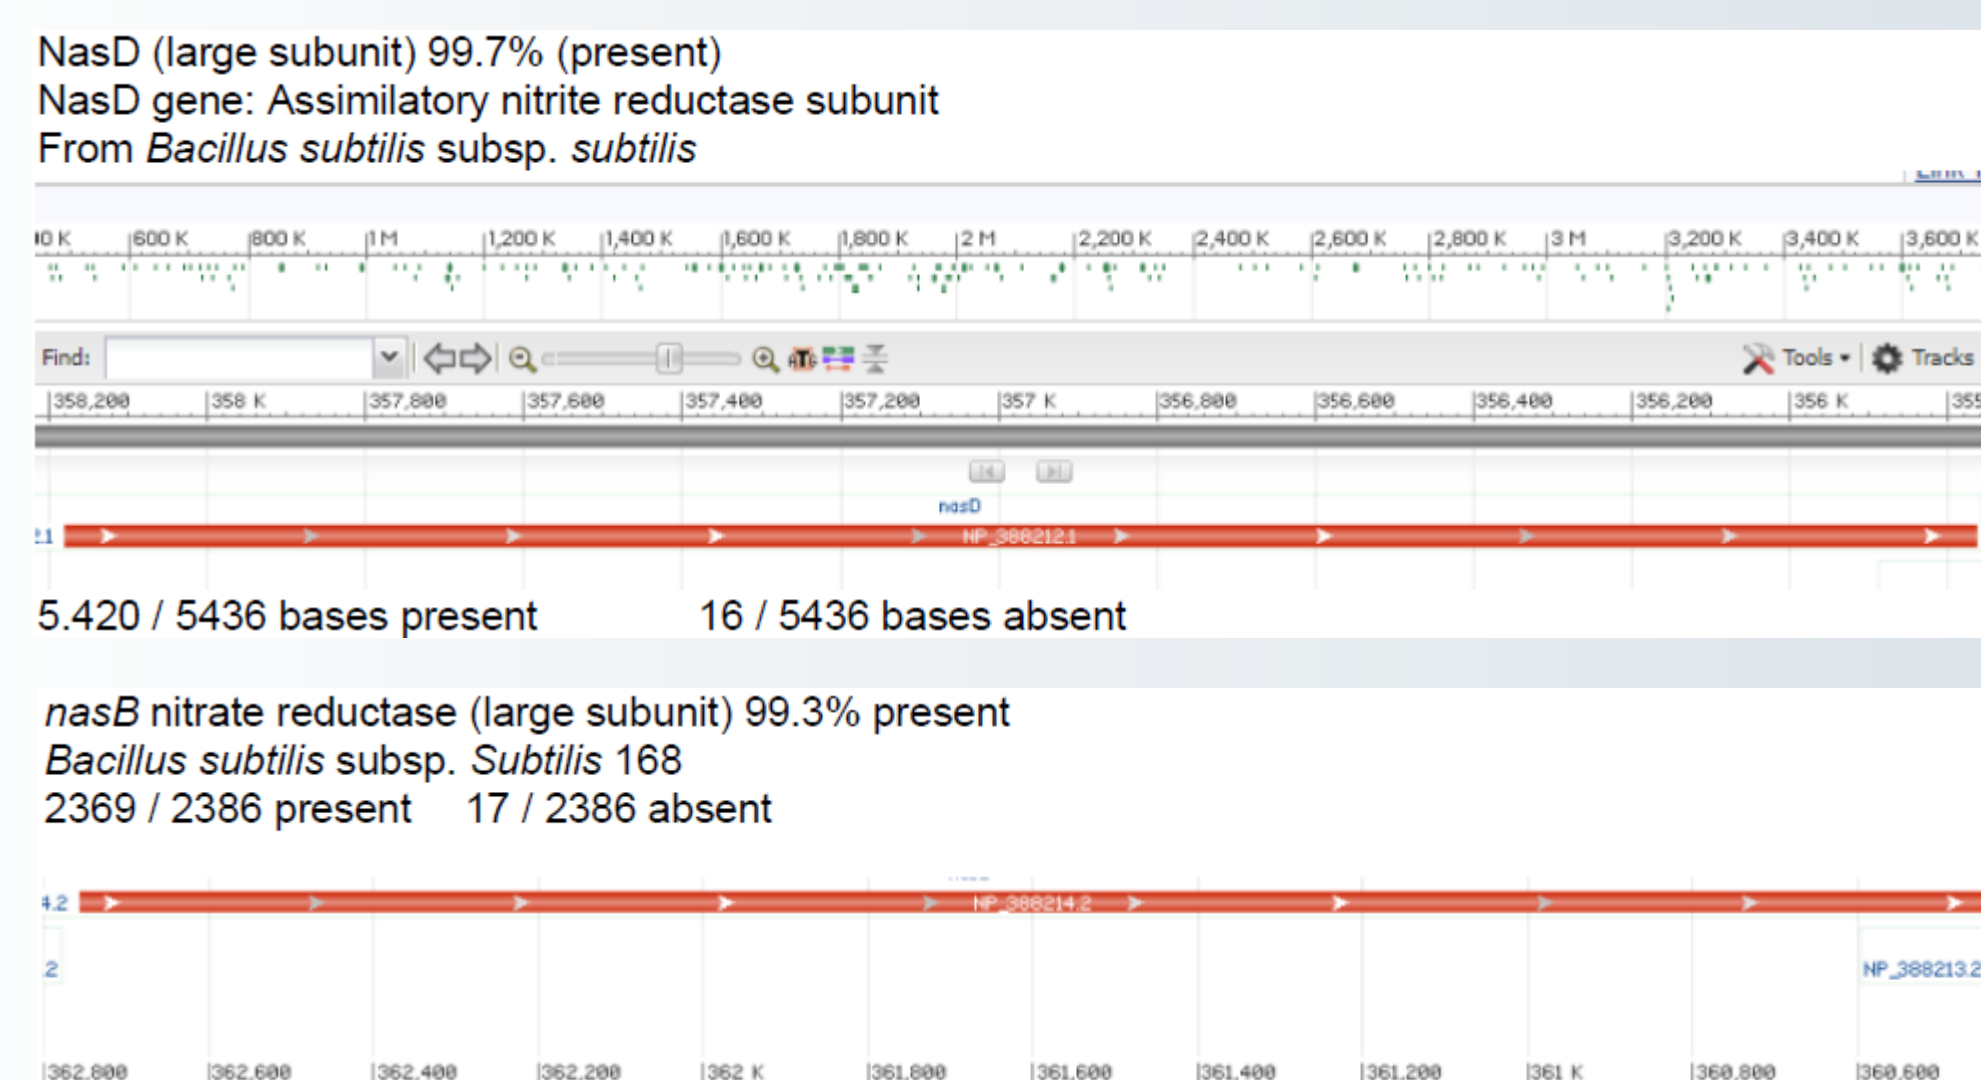 NasD (large subunit) 99.7% (present)
NasD gene: Assimilatory nitrite reductase subunit
From Bacillus subtilis subsp. subtilis
600 K 800 K 1 M 1,200 K 1,400 K 1,600 K 1,800 K 2 M 2,200 K 2,400 K 2,600 K 2,800 K 3 M 3,200 K 3,400 K 3,600 K
Find: Tools Tracks
358,200 358 K 357,800 357,600 357,400 357,200 357 K 356,800 356,600 356,400 356,200 356 K 355
nasD
2.1 NP_388212.1
5.420 / 5436 bases present 16 / 5436 bases absent
nasB nitrate reductase (large subunit) 99.3% present
Bacillus subtilis subsp. Subtilis 168
2369 / 2386 present 17 / 2386 absent
4.2 NP_388214.2
.2 NP_388213.2
362,800 362,600 362,400 362,200 362 K 361,800 361,600 361,400 361,200 361 K 360,800 360,600